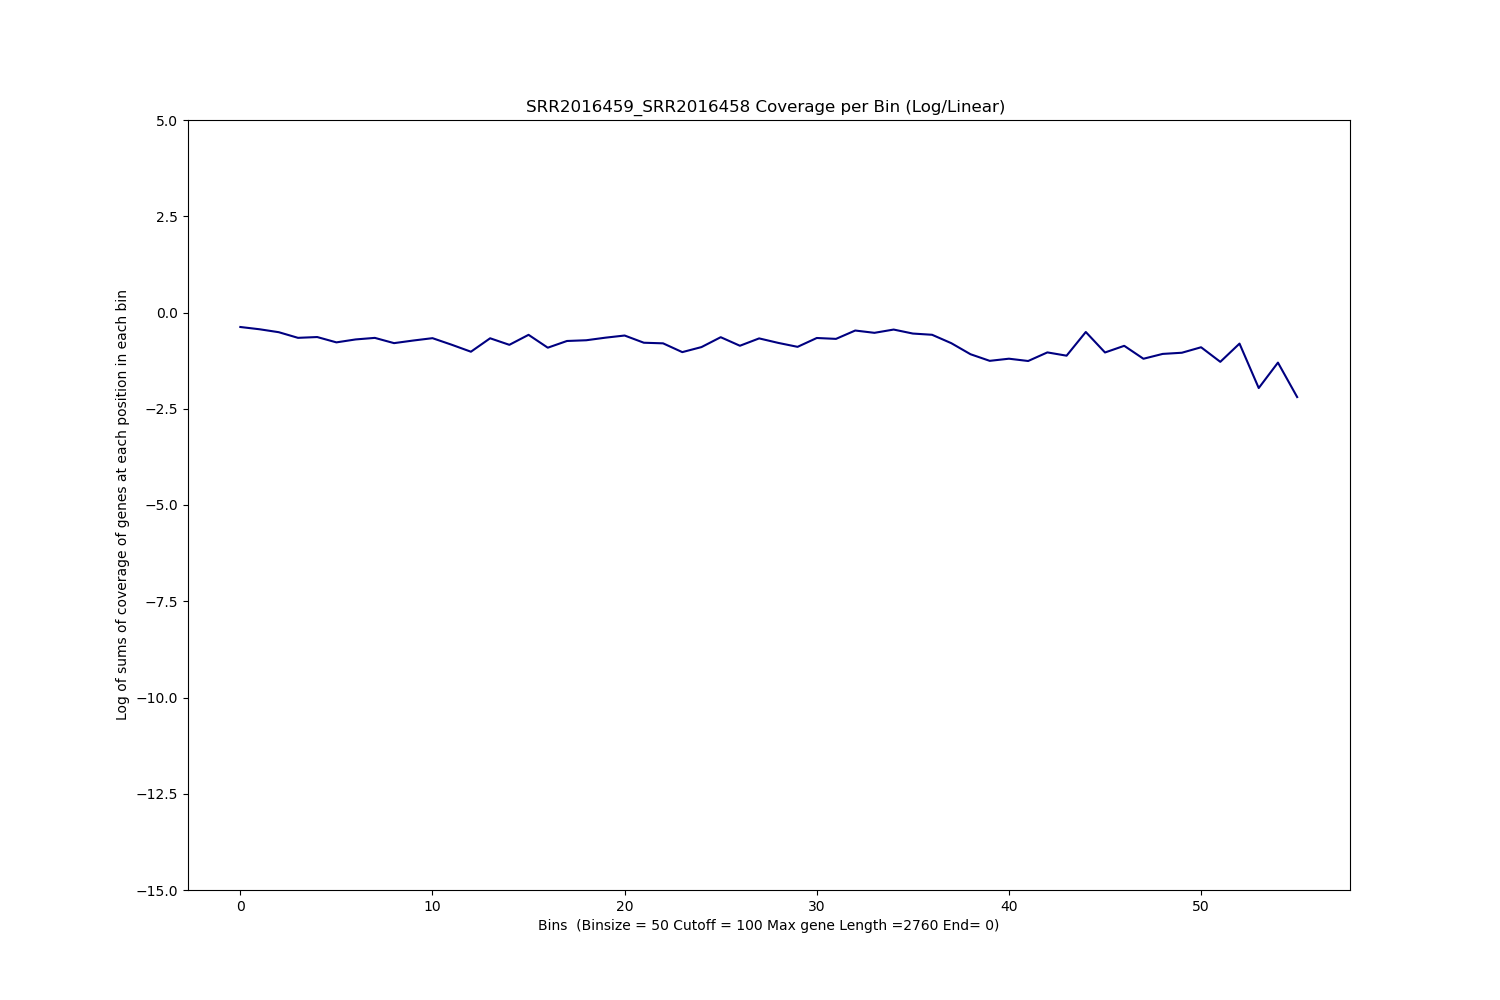 SRR2016459_SRR2016458 Coverage per Bin (Log/Linear)
5.0
2.5
0.0
−2.5
−5.0
−7.5
−10.0
−12.5
−15.0
Log of sums of coverage of genes at each position in each bin
0 10 20 30 40 50
Bins  (Binsize = 50 Cutoff = 100 Max gene Length =2760 End= 0)